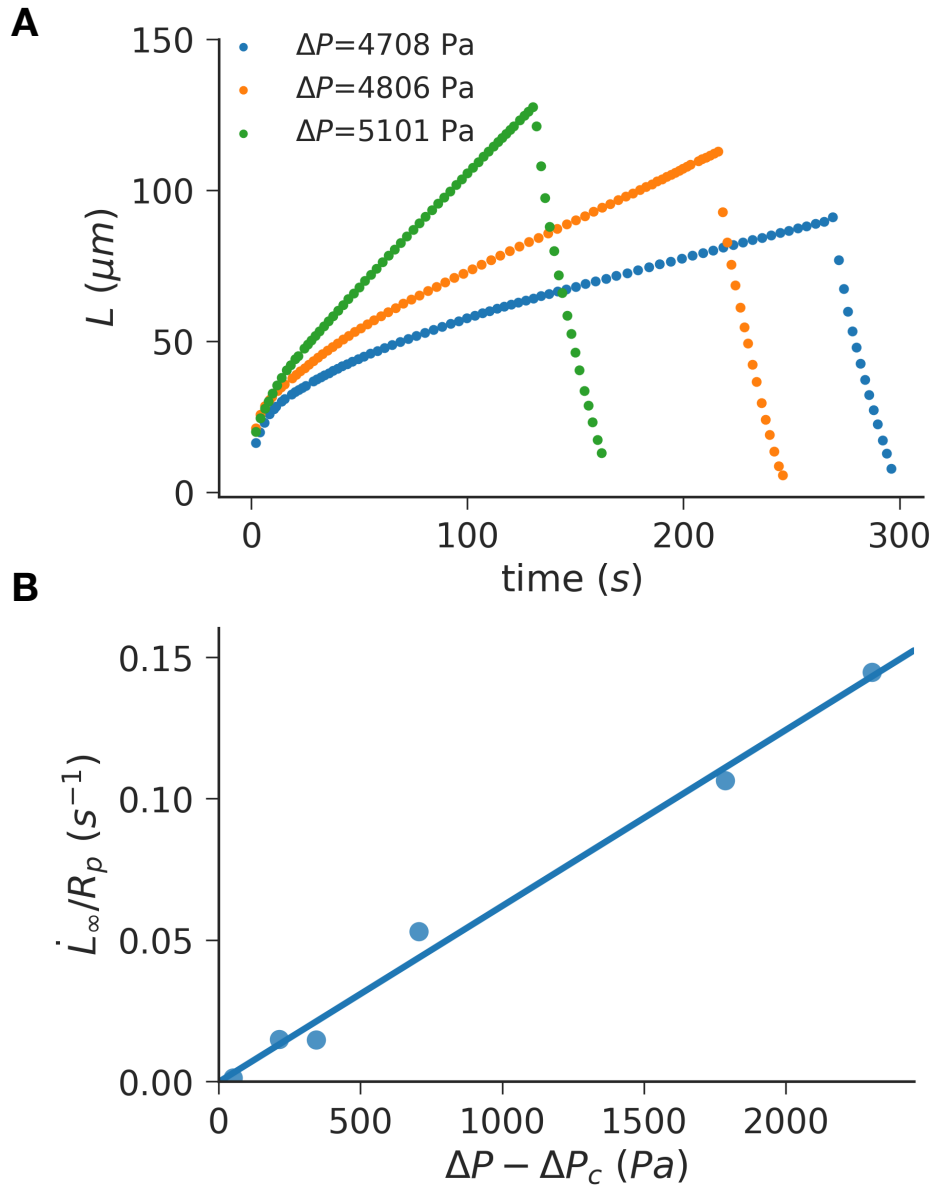 A
150
100
50
0
L (μm)
ΔP=4708 Pa
ΔP=4806 Pa
ΔP=5101 Pa
0 100 200 300
time (s)
B
0.15
0.10
0.05
0.00
L̇∞/Rₚ (s⁻¹)
0 500 1000 1500 2000
ΔP − ΔP_c (Pa)